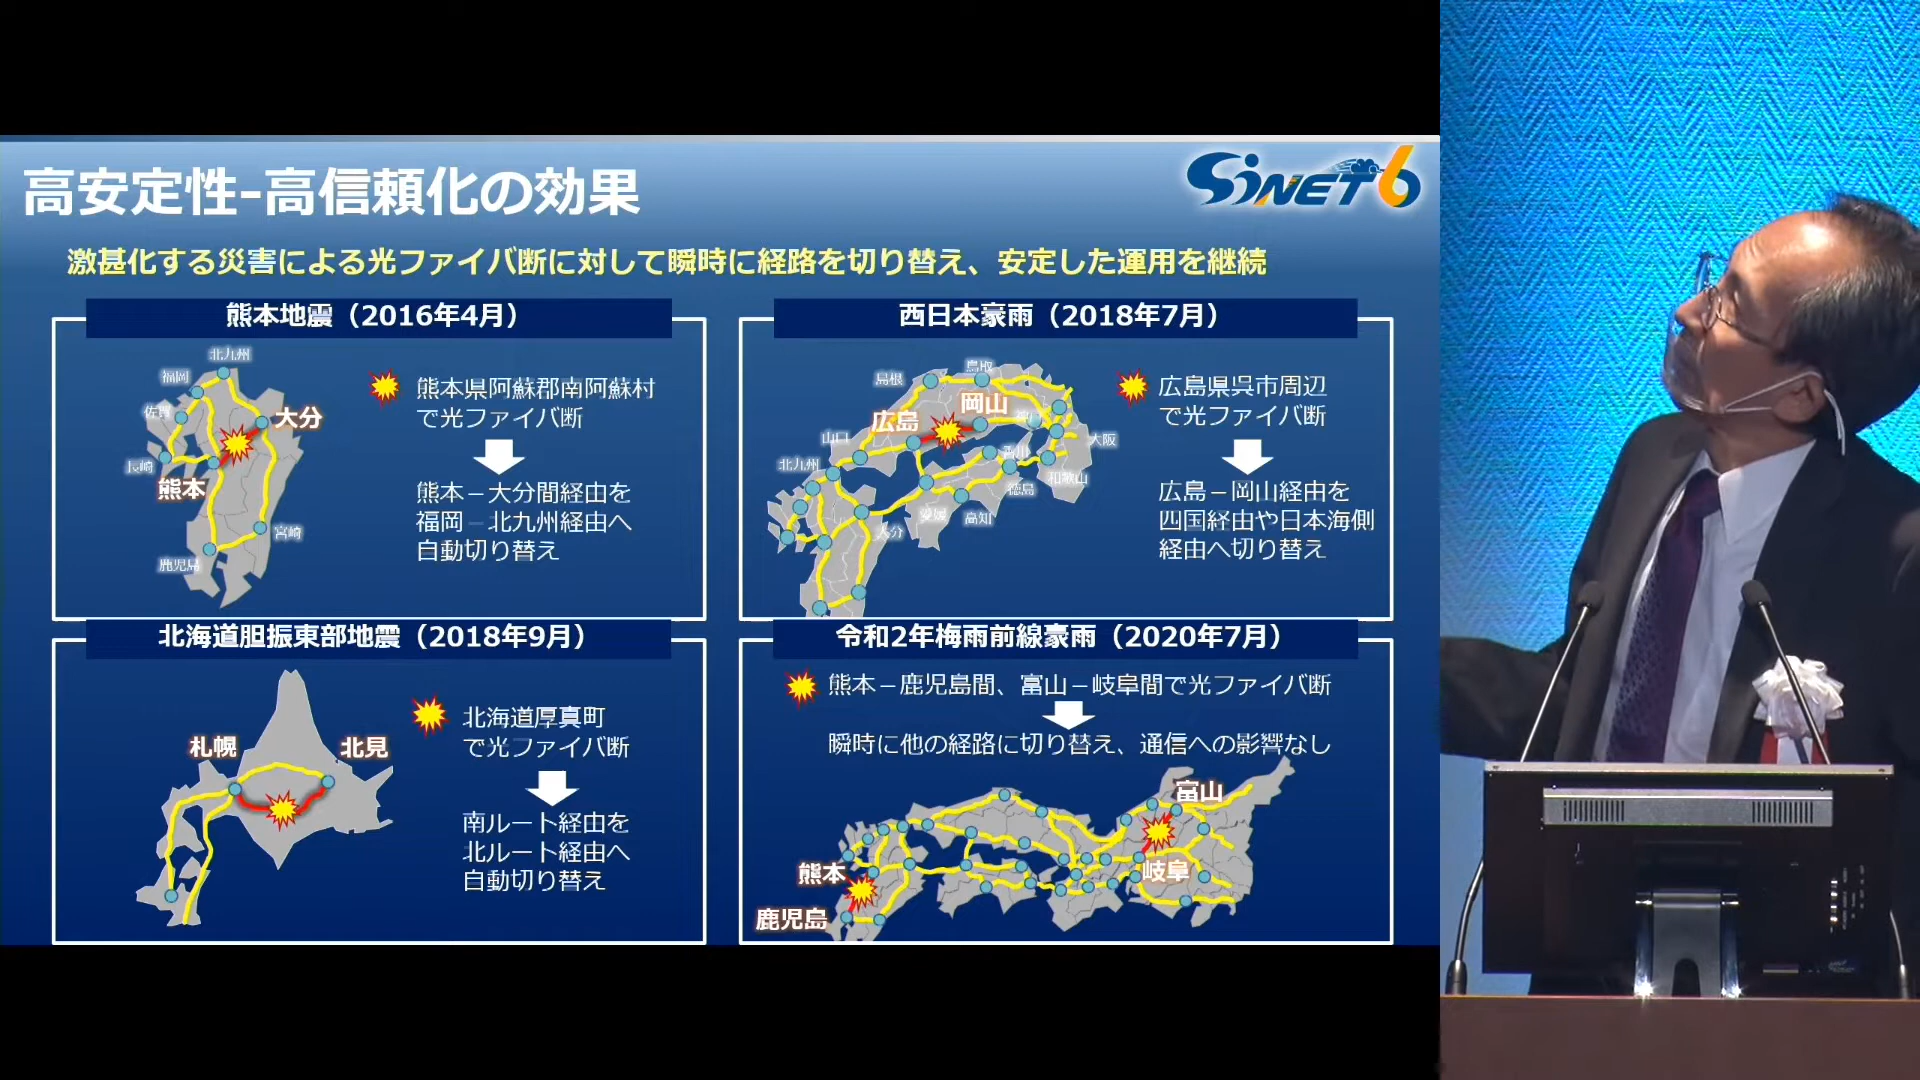 高安定性-高信頼化の効果
SiNET6
激甚化する災害による光ファイバ断に対して瞬時に経路を切り替え、安定した運用を継続
熊本地震（2016年4月）
北九州
福岡
佐賀
大分
長崎
熊本
宮崎
鹿児島
熊本県阿蘇郡南阿蘇村
で光ファイバ断
熊本－大分間経由を
福岡－北九州経由へ
自動切り替え
西日本豪雨（2018年7月）
鳥取
島根
岡山
神戸
広島
山口
大阪
香川
北九州
和歌山
徳島
愛媛
高知
大分
広島県呉市周辺
で光ファイバ断
広島－岡山経由を
四国経由や日本海側
経由へ切り替え
北海道胆振東部地震（2018年9月）
札幌
北見
北海道厚真町
で光ファイバ断
南ルート経由を
北ルート経由へ
自動切り替え
令和2年梅雨前線豪雨（2020年7月）
熊本－鹿児島間、富山－岐阜間で光ファイバ断
瞬時に他の経路に切り替え、通信への影響なし
富山
熊本
岐阜
鹿児島